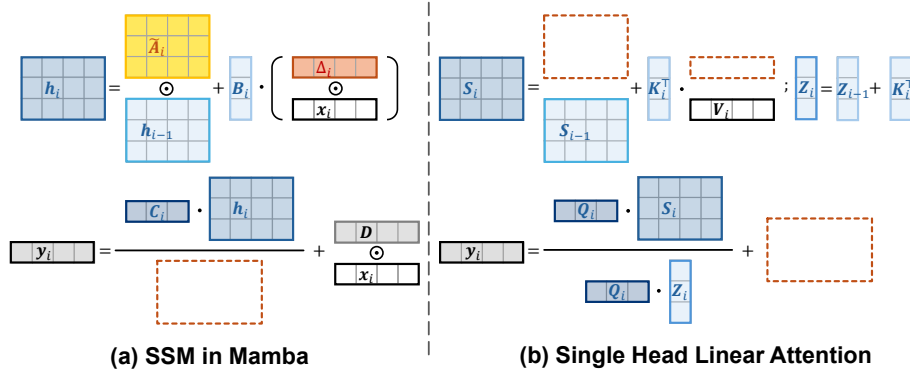 h_i = Ã_i ⊙ h_{i−1} + B_i · ( Δ_i ⊙ x_i )
y_i = C_i · h_i + D ⊙ x_i
(a) SSM in Mamba
S_i = S_{i−1} + K_i^⊤ · V_i ; Z_i = Z_{i−1} + K_i^⊤
y_i = Q_i · S_i / Q_i · Z_i +
(b) Single Head Linear Attention